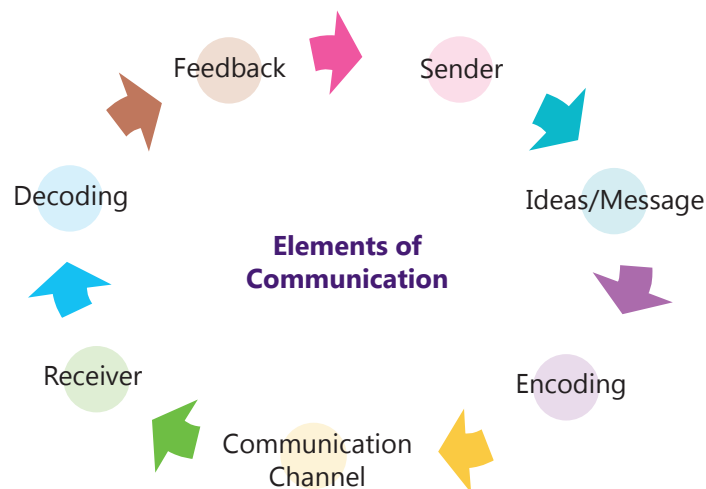 Feedback
Sender
Decoding
Ideas/Message
Elements of
Communication
Receiver
Encoding
Communication
Channel